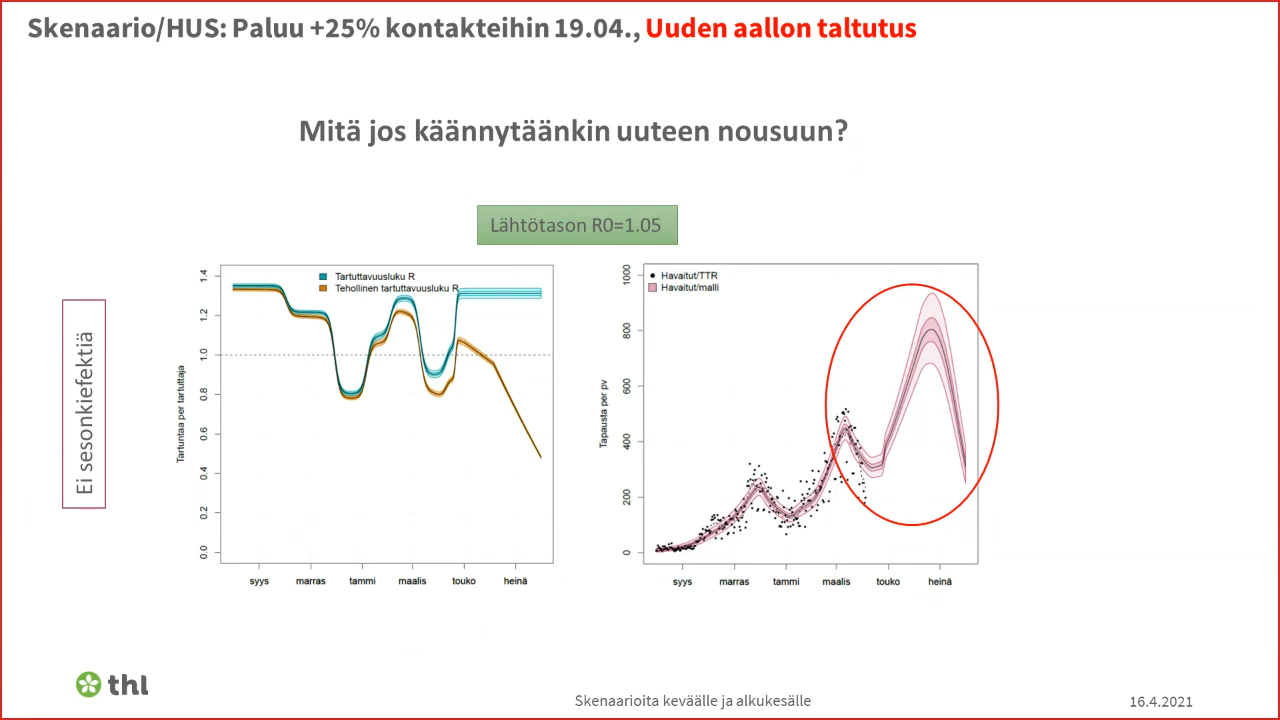 Skenaario/HUS: Paluu +25% kontakteihin 19.04., Uuden aallon taltutus
Mitä jos käännytäänkin uuteen nousuun?
Lähtötason R0=1.05
Ei sesonkiefektiä
Tartuntaa per tartuttaja
1.4
1.2
1.0
0.8
0.6
0.4
0.2
0.0
Tartuttavuusluku R
Tehollinen tartuttavuusluku R
syys marras tammi maalis touko heinä
Tapausta per pv
1000
800
600
400
200
0
Havaitut/TTR
Havaitut/malli
syys marras tammi maalis touko heinä
thl
Skenaarioita keväälle ja alkukesälle
16.4.2021